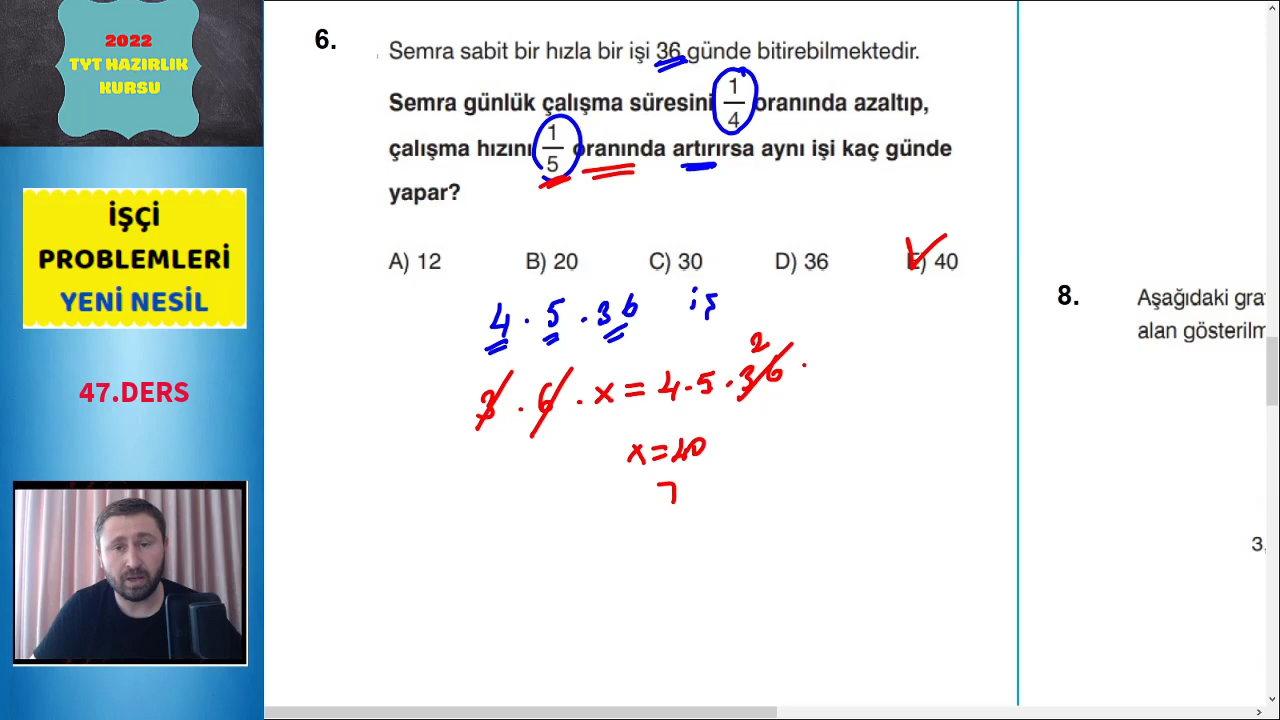 2022
TYT HAZIRLIK
KURSU
İŞÇİ
PROBLEMLERİ
YENİ NESİL
47.DERS
6.
Semra sabit bir hızla bir işi 36 günde bitirebilmektedir.
Semra günlük çalışma süresini 1/4 oranında azaltıp,
çalışma hızını 1/5 oranında artırırsa aynı işi kaç günde
yapar?
A) 12 B) 20 C) 30 D) 36 E) 40
4 · 5 · 36 iş
2
3 · 6 · x = 4 · 5 · 36 ·
x = 40
7
8.
Aşağıdaki gra
alan gösterilm
3,